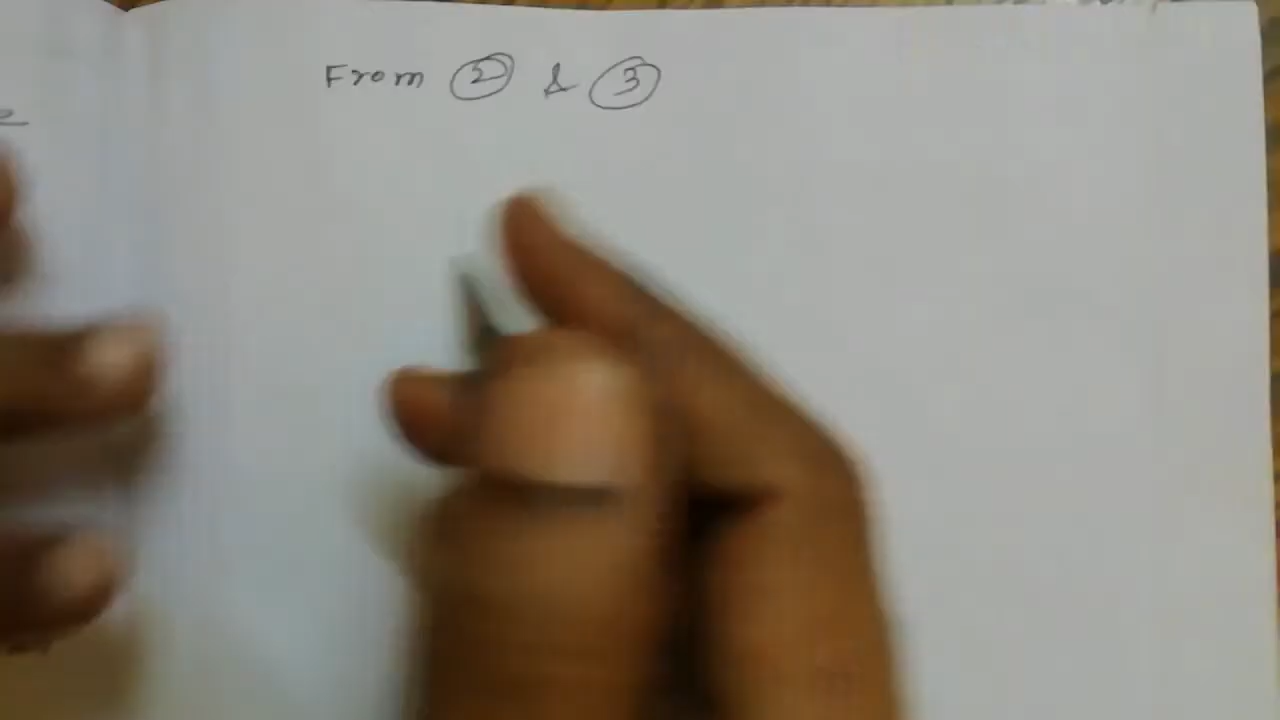 From ② & ③